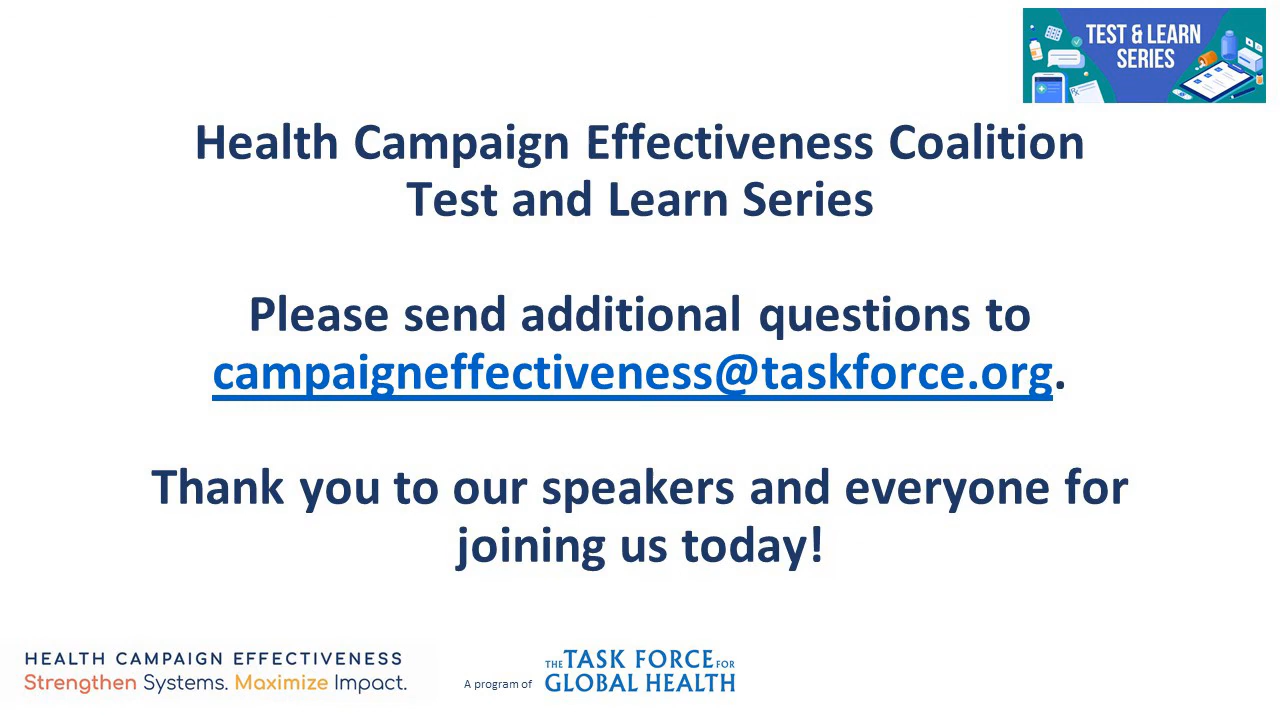 TEST & LEARN
SERIES
Health Campaign Effectiveness Coalition
Test and Learn Series
Please send additional questions to
campaigneffectiveness@taskforce.org.
Thank you to our speakers and everyone for
joining us today!
HEALTH CAMPAIGN EFFECTIVENESS
Strengthen Systems. Maximize Impact.
A program of
THE TASK FORCE FOR
GLOBAL HEALTH